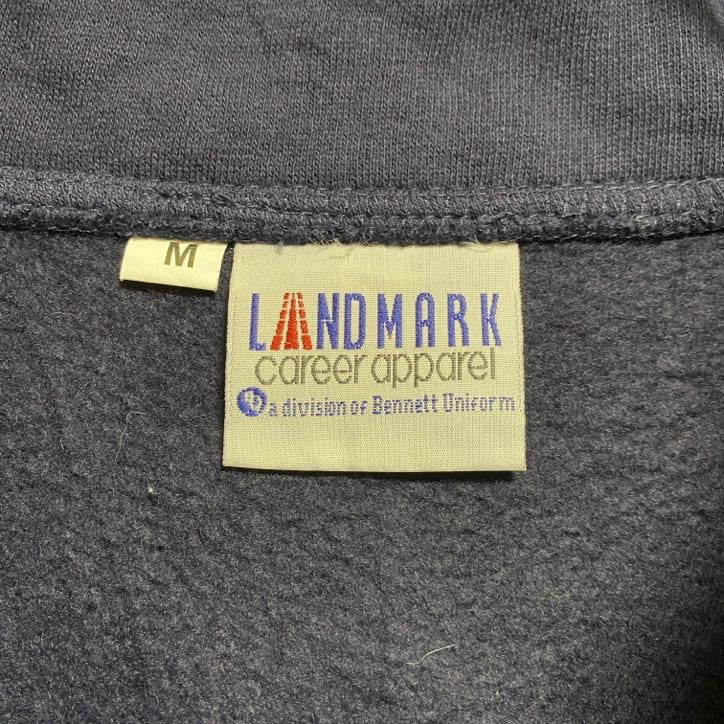 M
LANDMARK
career apparel
a division of Bennett Uniform